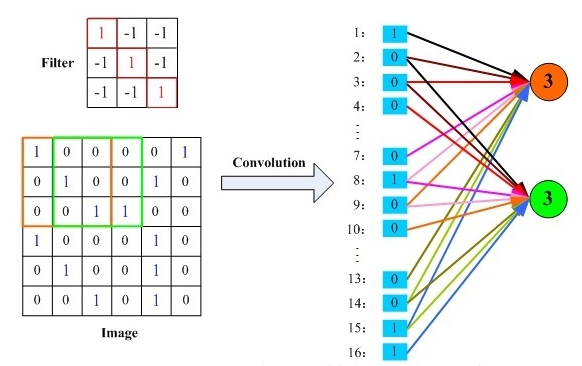 Filter
1 -1 -1
-1 1 -1
-1 -1 1
1 0 0 0 0 1
0 1 0 0 1 0
0 0 1 1 0 0
1 0 0 0 1 0
0 1 0 0 1 0
0 0 1 0 1 0
Image
Convolution
1: 1
2: 0
3: 0
4: 0
⋮
7: 0
8: 1
9: 0
10: 0
⋮
13: 0
14: 0
15: 1
16: 1
3
3